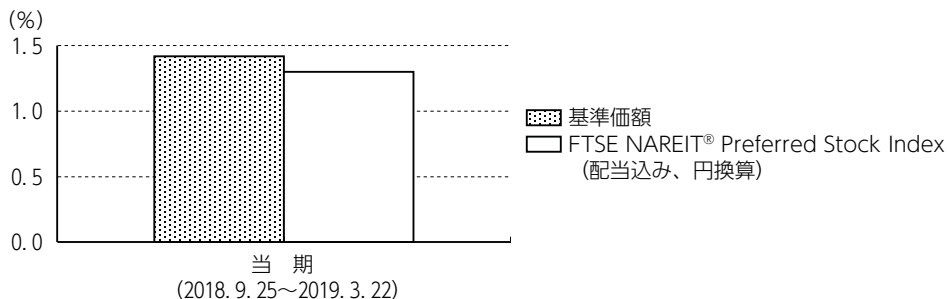 (%)
1.5
1.0
0.5
0.0
当　期
(2018. 9. 25～2019. 3. 22)
基準価額
FTSE NAREIT® Preferred Stock Index
（配当込み、円換算）